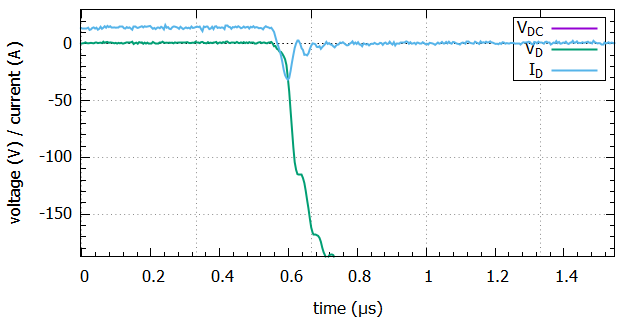 V_DC
V_D
I_D
0
-50
-100
-150
voltage (V) / current (A)
0 0.2 0.4 0.6 0.8 1 1.2 1.4
time (µs)